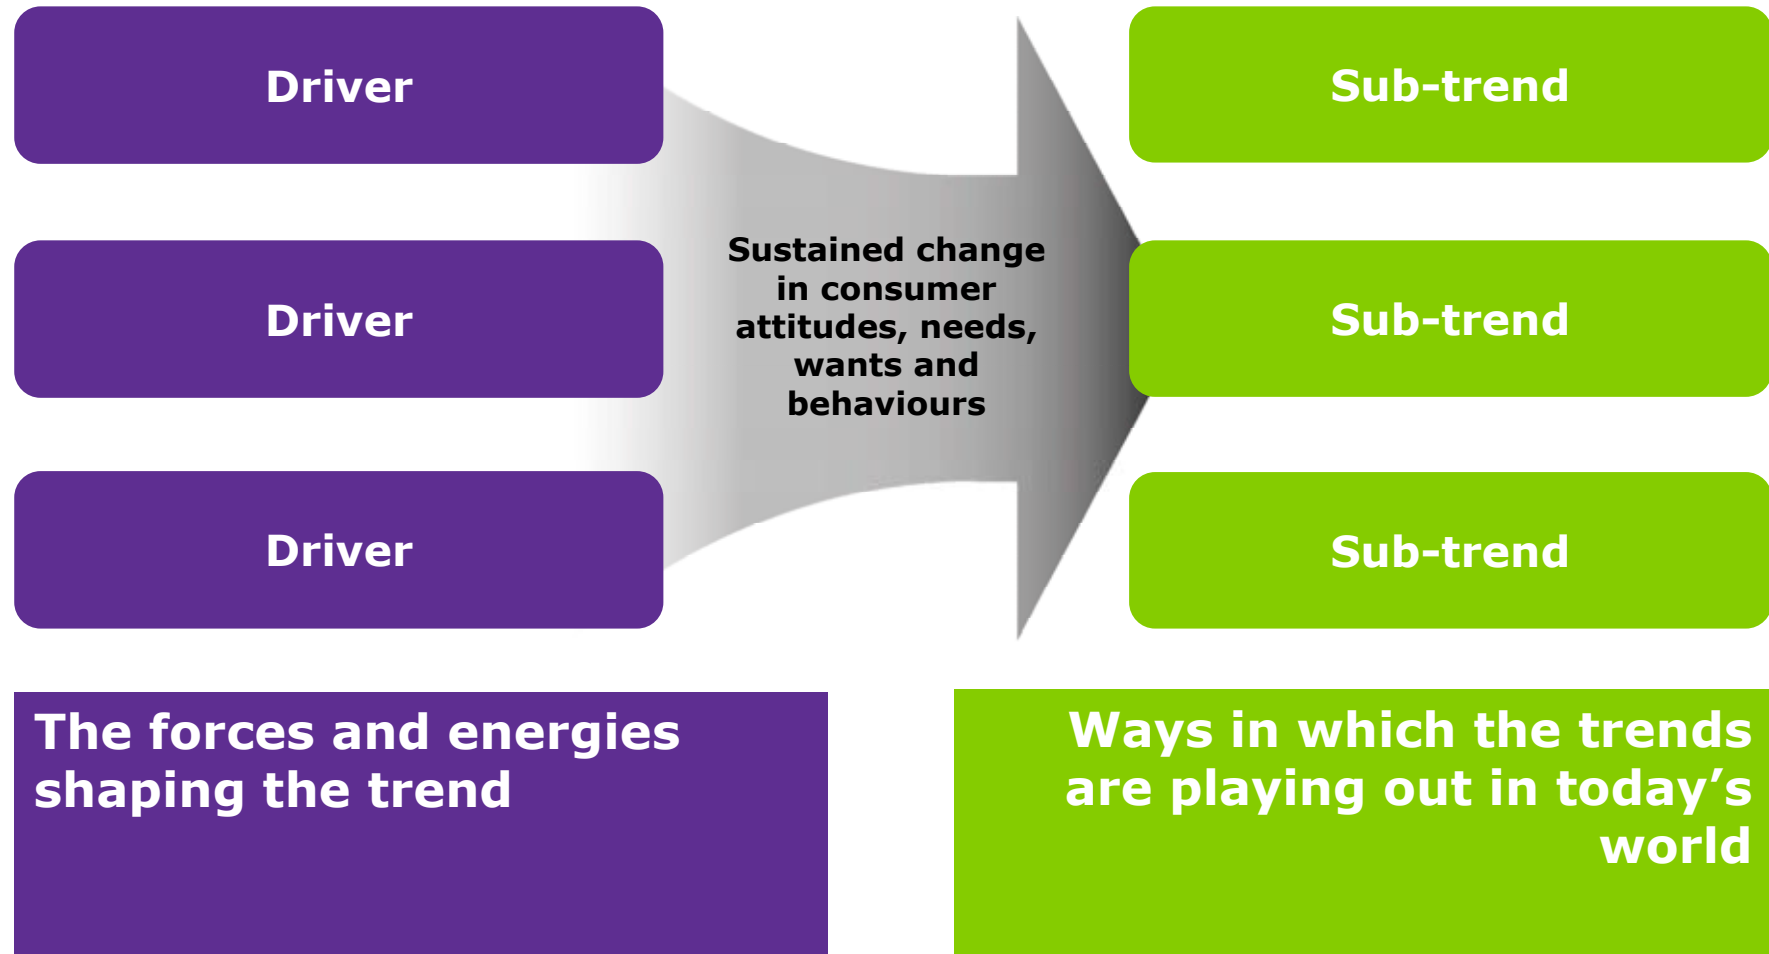 Driver
Sub-trend
Driver
Sustained change
in consumer
attitudes, needs,
wants and
behaviours
Sub-trend
Driver
Sub-trend
The forces and energies
shaping the trend
Ways in which the trends
are playing out in today’s
world